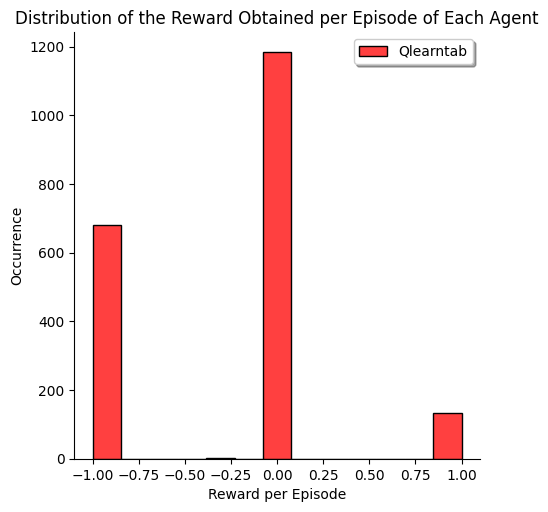 Distribution of the Reward Obtained per Episode of Each Agent
Qlearntab
1200
1000
800
600
400
200
0
Occurrence
−1.00 −0.75 −0.50 −0.25 0.00 0.25 0.50 0.75 1.00
Reward per Episode